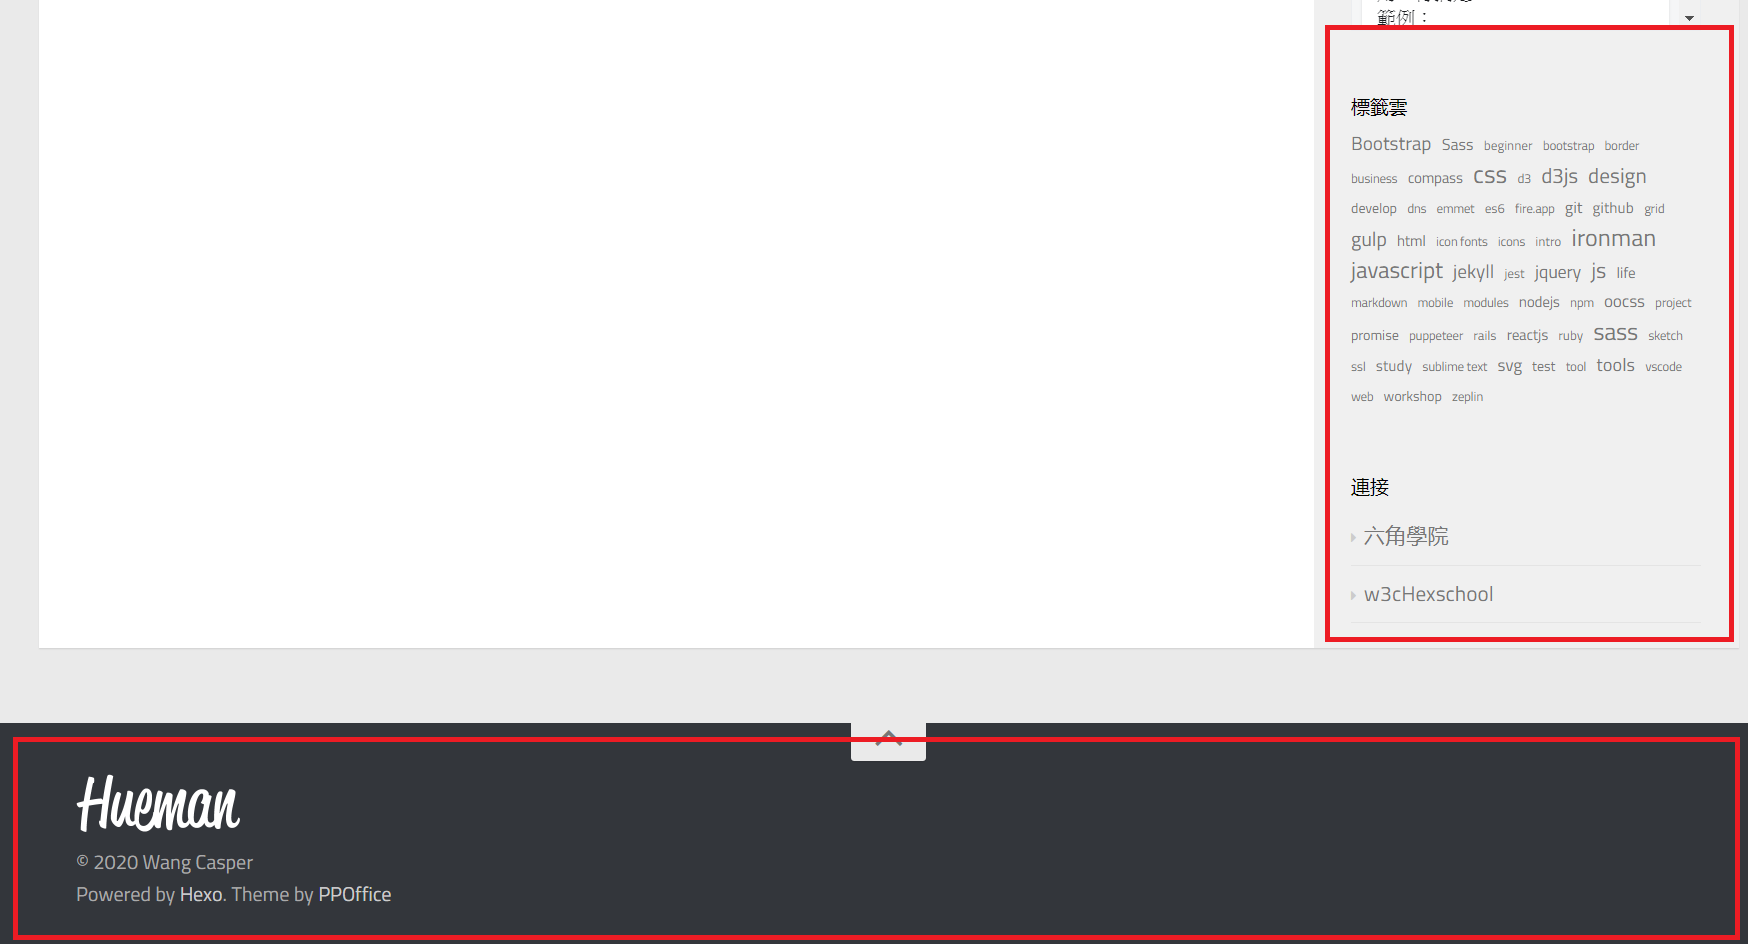 範例：
標籤雲
Bootstrap Sass beginner bootstrap border
business compass css d3 d3js design
develop dns emmet es6 fire.app git github grid
gulp html icon fonts icons intro ironman
javascript jekyll jest jquery js life
markdown mobile modules nodejs npm oocss project
promise puppeteer rails reactjs ruby sass sketch
ssl study sublime text svg test tool tools vscode
web workshop zeplin
連接
六角學院
w3cHexschool
Hueman
© 2020 Wang Casper
Powered by Hexo. Theme by PPOffice